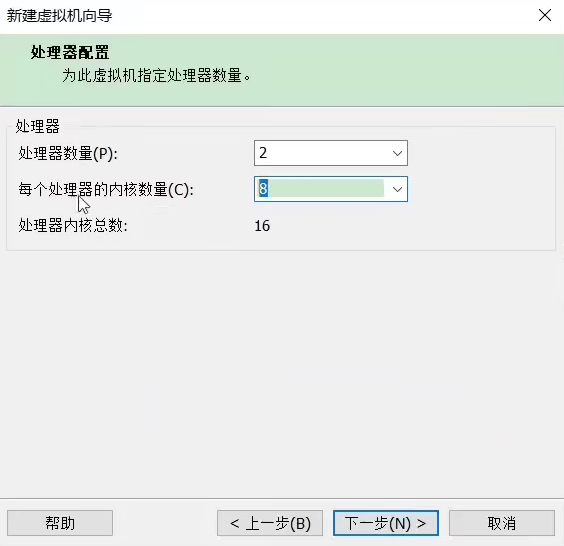 新建虚拟机向导
处理器配置
为此虚拟机指定处理器数量。
处理器
处理器数量(P): 2
每个处理器的内核数量(C): 8
处理器内核总数: 16
帮助 < 上一步(B) 下一步(N) > 取消